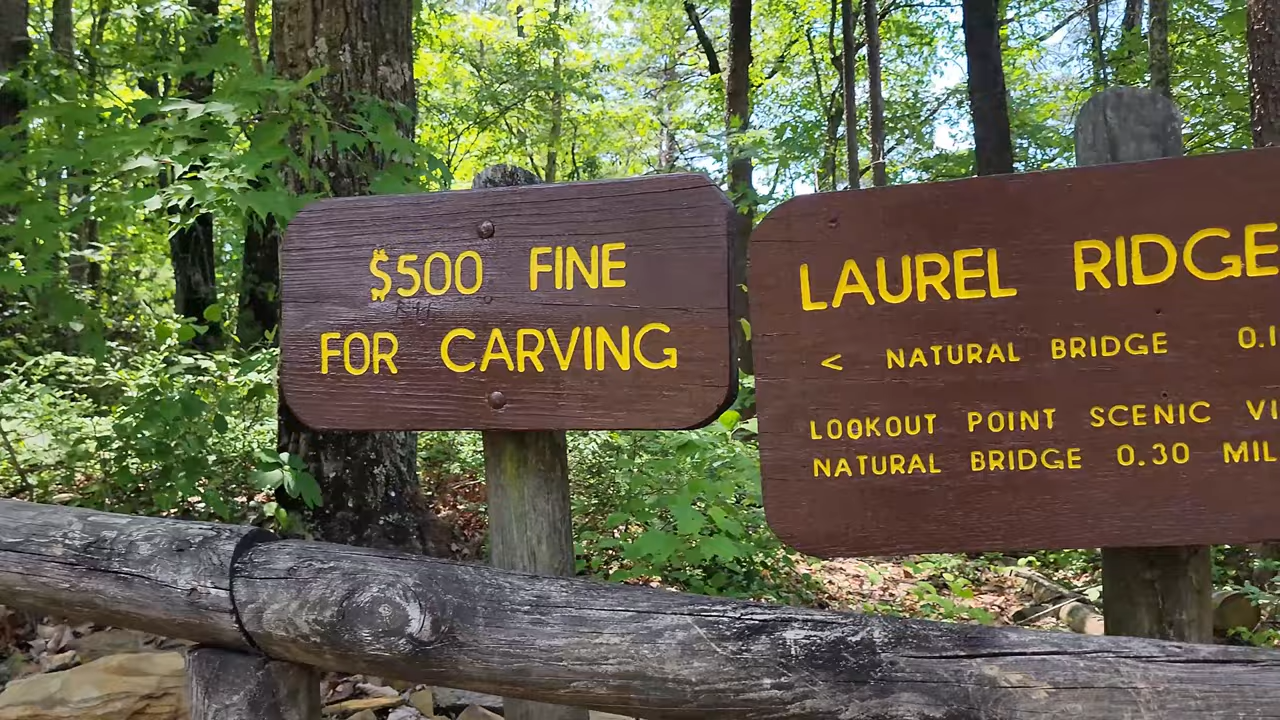 $500 FINE
FOR CARVING
LAUREL RIDGE
< NATURAL BRIDGE
LOOKOUT POINT SCENIC
NATURAL BRIDGE 0.30